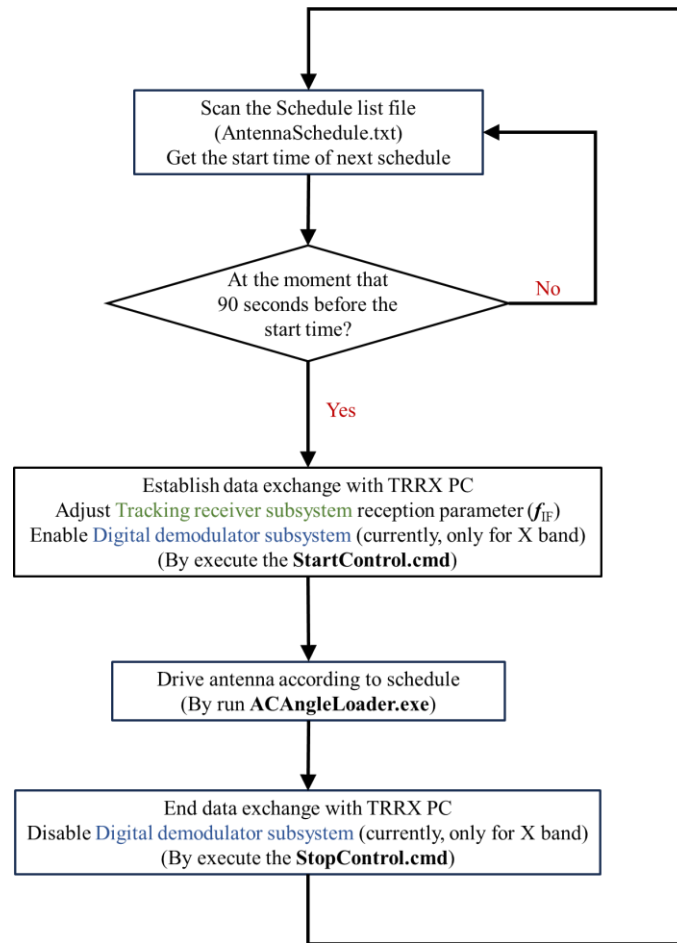 Scan the Schedule list file
(AntennaSchedule.txt)
Get the start time of next schedule
At the moment that
90 seconds before the
start time?
No
Yes
Establish data exchange with TRRX PC
Adjust Tracking receiver subsystem reception parameter (fIF)
Enable Digital demodulator subsystem (currently, only for X band)
(By execute the StartControl.cmd)
Drive antenna according to schedule
(By run ACAngleLoader.exe)
End data exchange with TRRX PC
Disable Digital demodulator subsystem (currently, only for X band)
(By execute the StopControl.cmd)